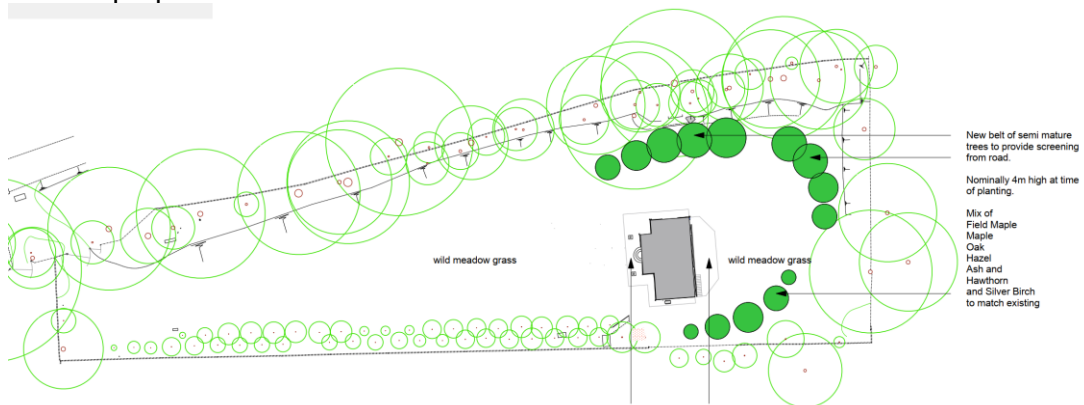 New belt of semi mature
trees to provide screening
from road.
Nominally 4m high at time
of planting.
Mix of
Field Maple
Maple
Oak
Hazel
Ash and
Hawthorn
and Silver Birch
to match existing
wild meadow grass
wild meadow grass